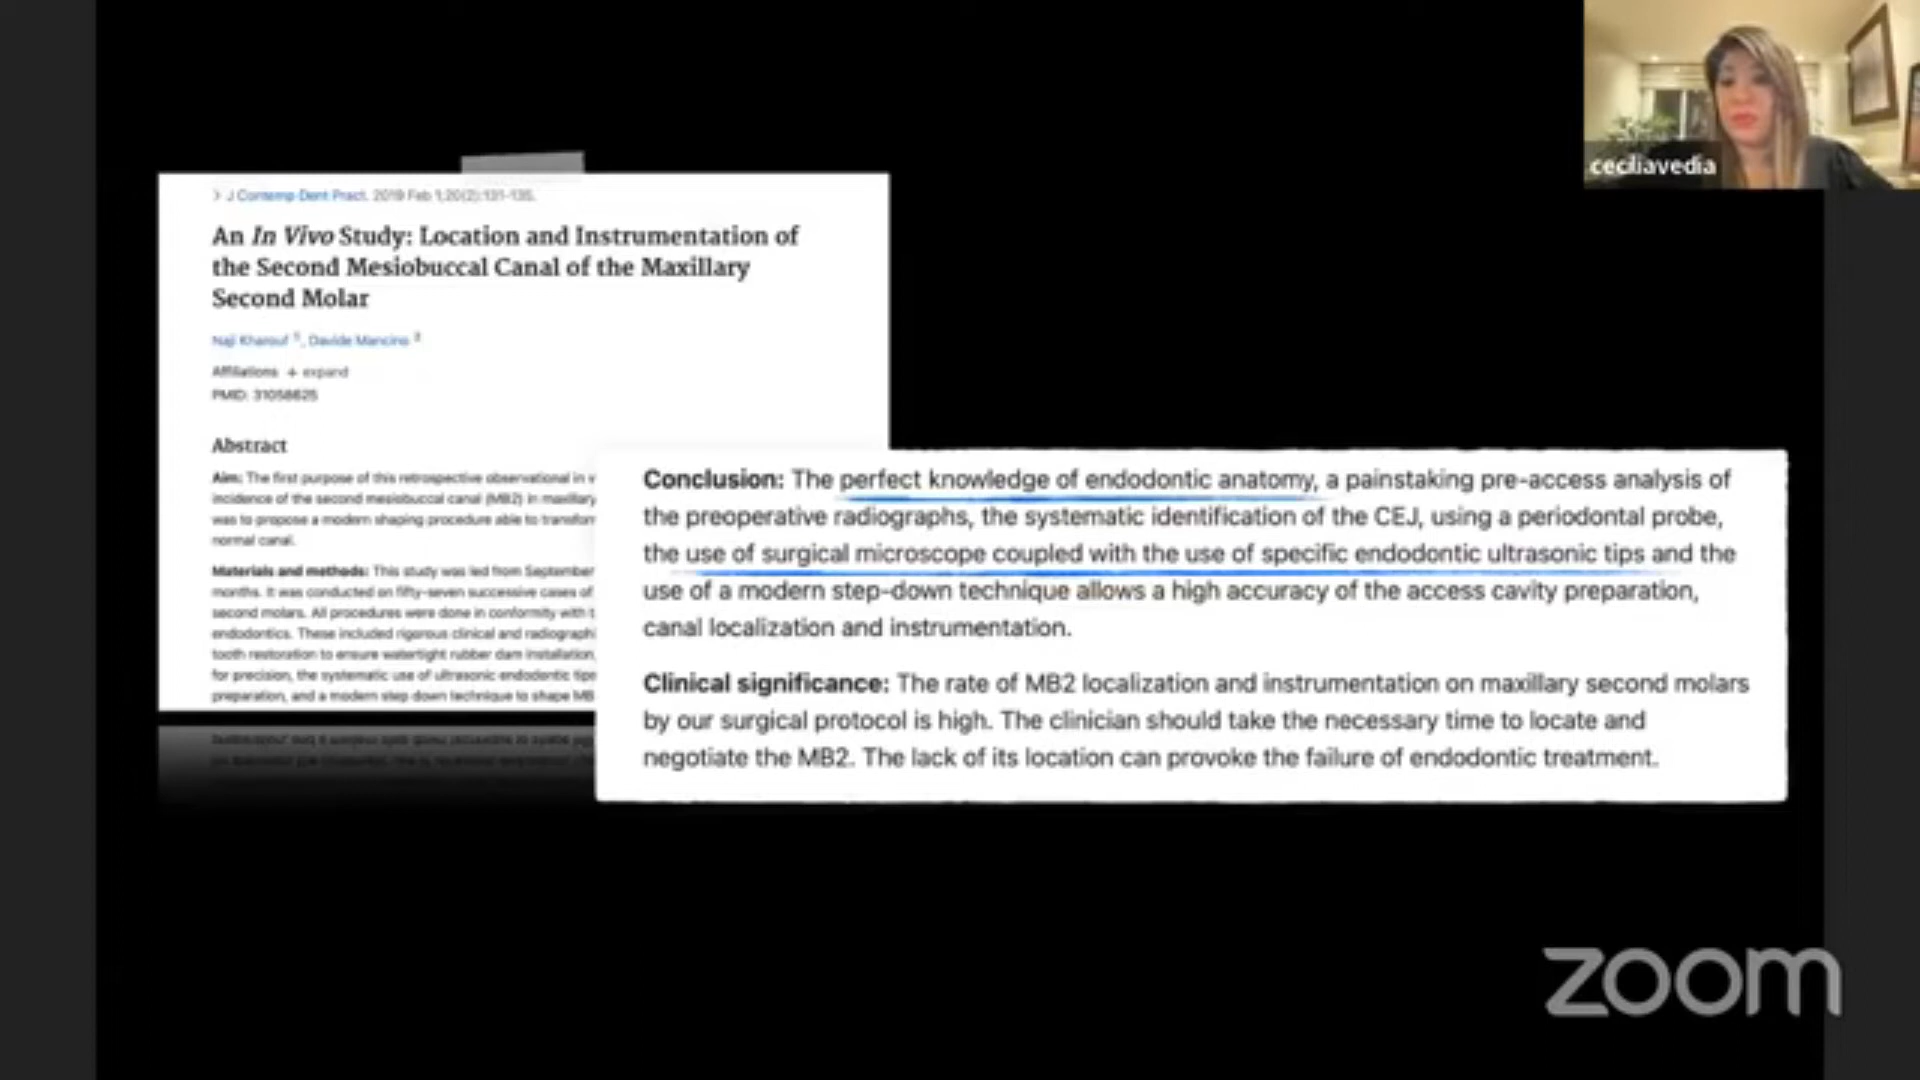 ceciliavedia
> J Contemp Dent Pract. 2019 Feb 1;20(2):131-135.
An In Vivo Study: Location and Instrumentation of
the Second Mesiobuccal Canal of the Maxillary
Second Molar
Naji Kharouf 1, Davide Mancino 2
Affiliations + expand
PMID: 31058625
Abstract
Aim: The first purpose of this retrospective observational in v
incidence of the second mesiobuccal canal (MB2) in maxillary
was to propose a modern shaping procedure able to transform
normal canal.
Materials and methods: This study was led from September
months. It was conducted on fifty-seven successive cases of
second molars. All procedures were done in conformity with t
endodontics. These included rigorous clinical and radiographi
tooth restoration to ensure watertight rubber dam installation,
for precision, the systematic use of ultrasonic endodontic tips
preparation, and a modern step down technique to shape MB
Conclusion: The perfect knowledge of endodontic anatomy, a painstaking pre-access analysis of
the preoperative radiographs, the systematic identification of the CEJ, using a periodontal probe,
the use of surgical microscope coupled with the use of specific endodontic ultrasonic tips and the
use of a modern step-down technique allows a high accuracy of the access cavity preparation,
canal localization and instrumentation.
Clinical significance: The rate of MB2 localization and instrumentation on maxillary second molars
by our surgical protocol is high. The clinician should take the necessary time to locate and
negotiate the MB2. The lack of its location can provoke the failure of endodontic treatment.
zoom